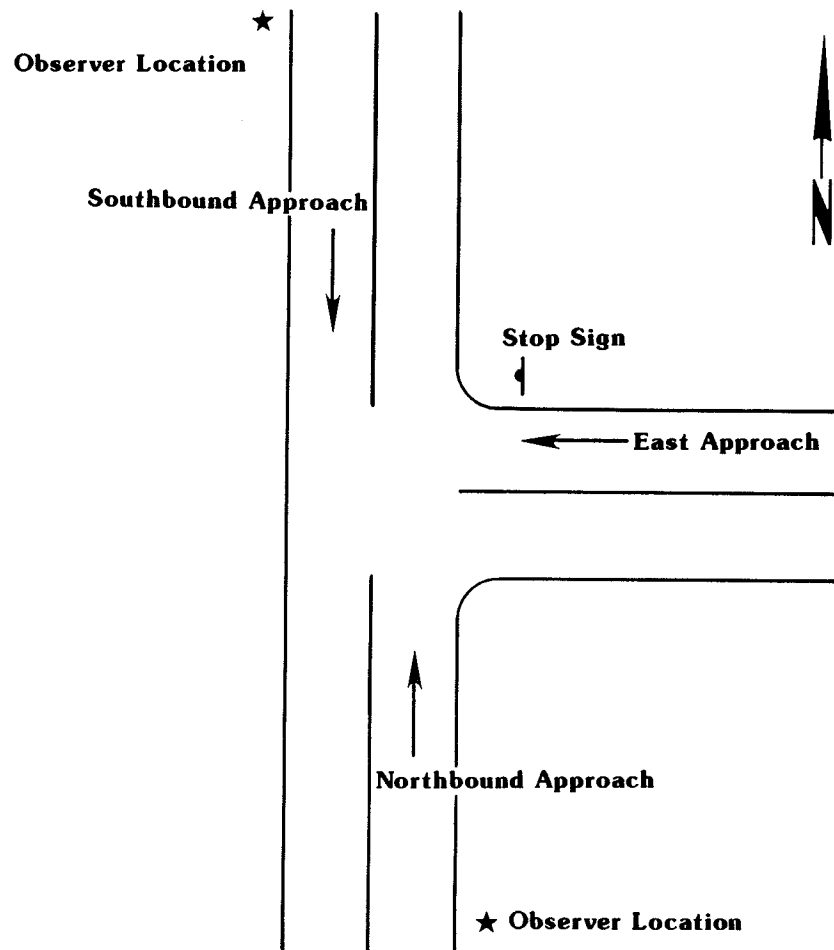 Observer Location
Southbound Approach
N
Stop Sign
East Approach
Northbound Approach
Observer Location